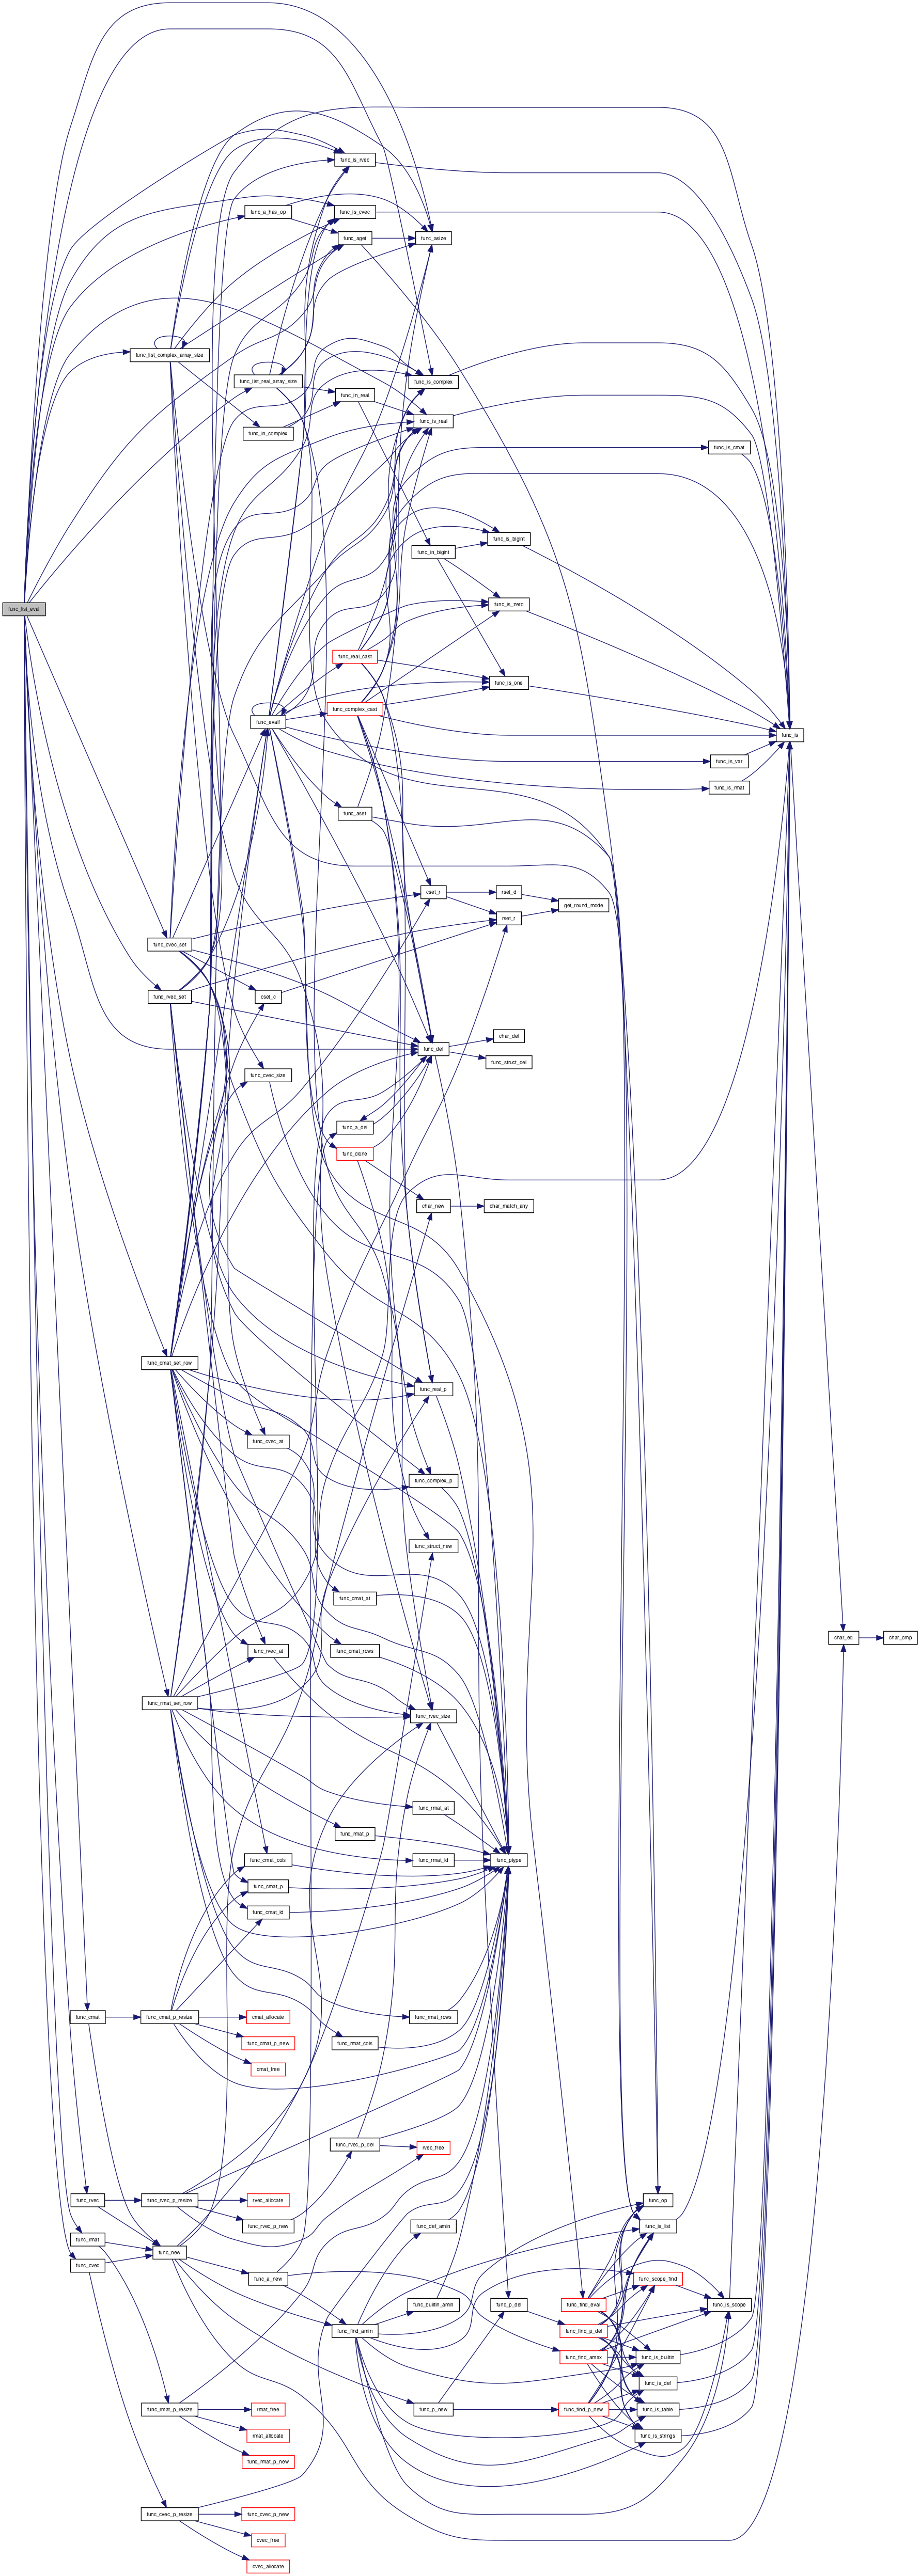 func_is_rvec
func_a_has_op
func_is_cvec
func_aget
func_asize
func_list_complex_array_size
func_list_real_array_size
func_is_complex
func_in_real
func_is_real
func_in_complex
func_is_cmat
func_is_bigint
func_in_bigint
func_is_zero
func_list_eval
func_real_cast
func_is_one
func_complex_cast
func_evalf
func_is
func_is_var
func_is_rmat
func_aset
cset_r
rset_d
get_round_mode
rset_r
func_cvec_set
func_rvec_set
cset_c
char_del
func_del
func_struct_del
func_cvec_size
func_a_del
func_clone
char_new
char_match_any
func_cmat_set_row
func_real_p
func_cvec_at
func_complex_p
func_struct_new
func_cmat_at
char_eq
char_cmp
func_rvec_at
func_cmat_rows
func_rmat_set_row
func_rvec_size
func_rmat_at
func_rmat_p
func_cmat_cols
func_rmat_ld
func_ptype
func_cmat_p
func_cmat_ld
func_cmat
func_cmat_p_resize
cmat_allocate
func_rmat_rows
func_cmat_p_new
func_rmat_cols
cmat_free
func_rvec_p_del
rvec_free
func_rvec
func_rvec_p_resize
rvec_allocate
func_op
func_rvec_p_new
func_def_amin
func_is_list
func_rmat
func_new
func_cvec
func_a_new
func_scope_find
func_builtin_amin
func_p_del
func_find_eval
func_is_scope
func_find_amin
func_find_p_del
func_is_builtin
func_find_amax
func_is_def
func_rmat_p_resize
rmat_free
func_p_new
func_find_p_new
func_is_table
rmat_allocate
func_is_strings
func_rmat_p_new
func_cvec_p_resize
func_cvec_p_new
cvec_free
cvec_allocate